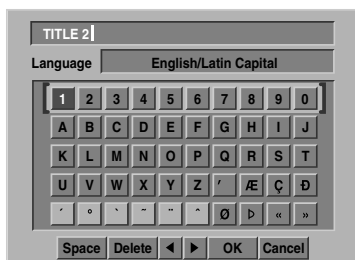 TITLE 2
Language English/Latin Capital
1 2 3 4 5 6 7 8 9 0
A B C D E F G H I J
K L M N O P Q R S T
U V W X Y Z ′ Æ Ç Ð
´ ° ` ~ ¨ ^ Ø Þ « »
Space Delete ◀ ▶ OK Cancel